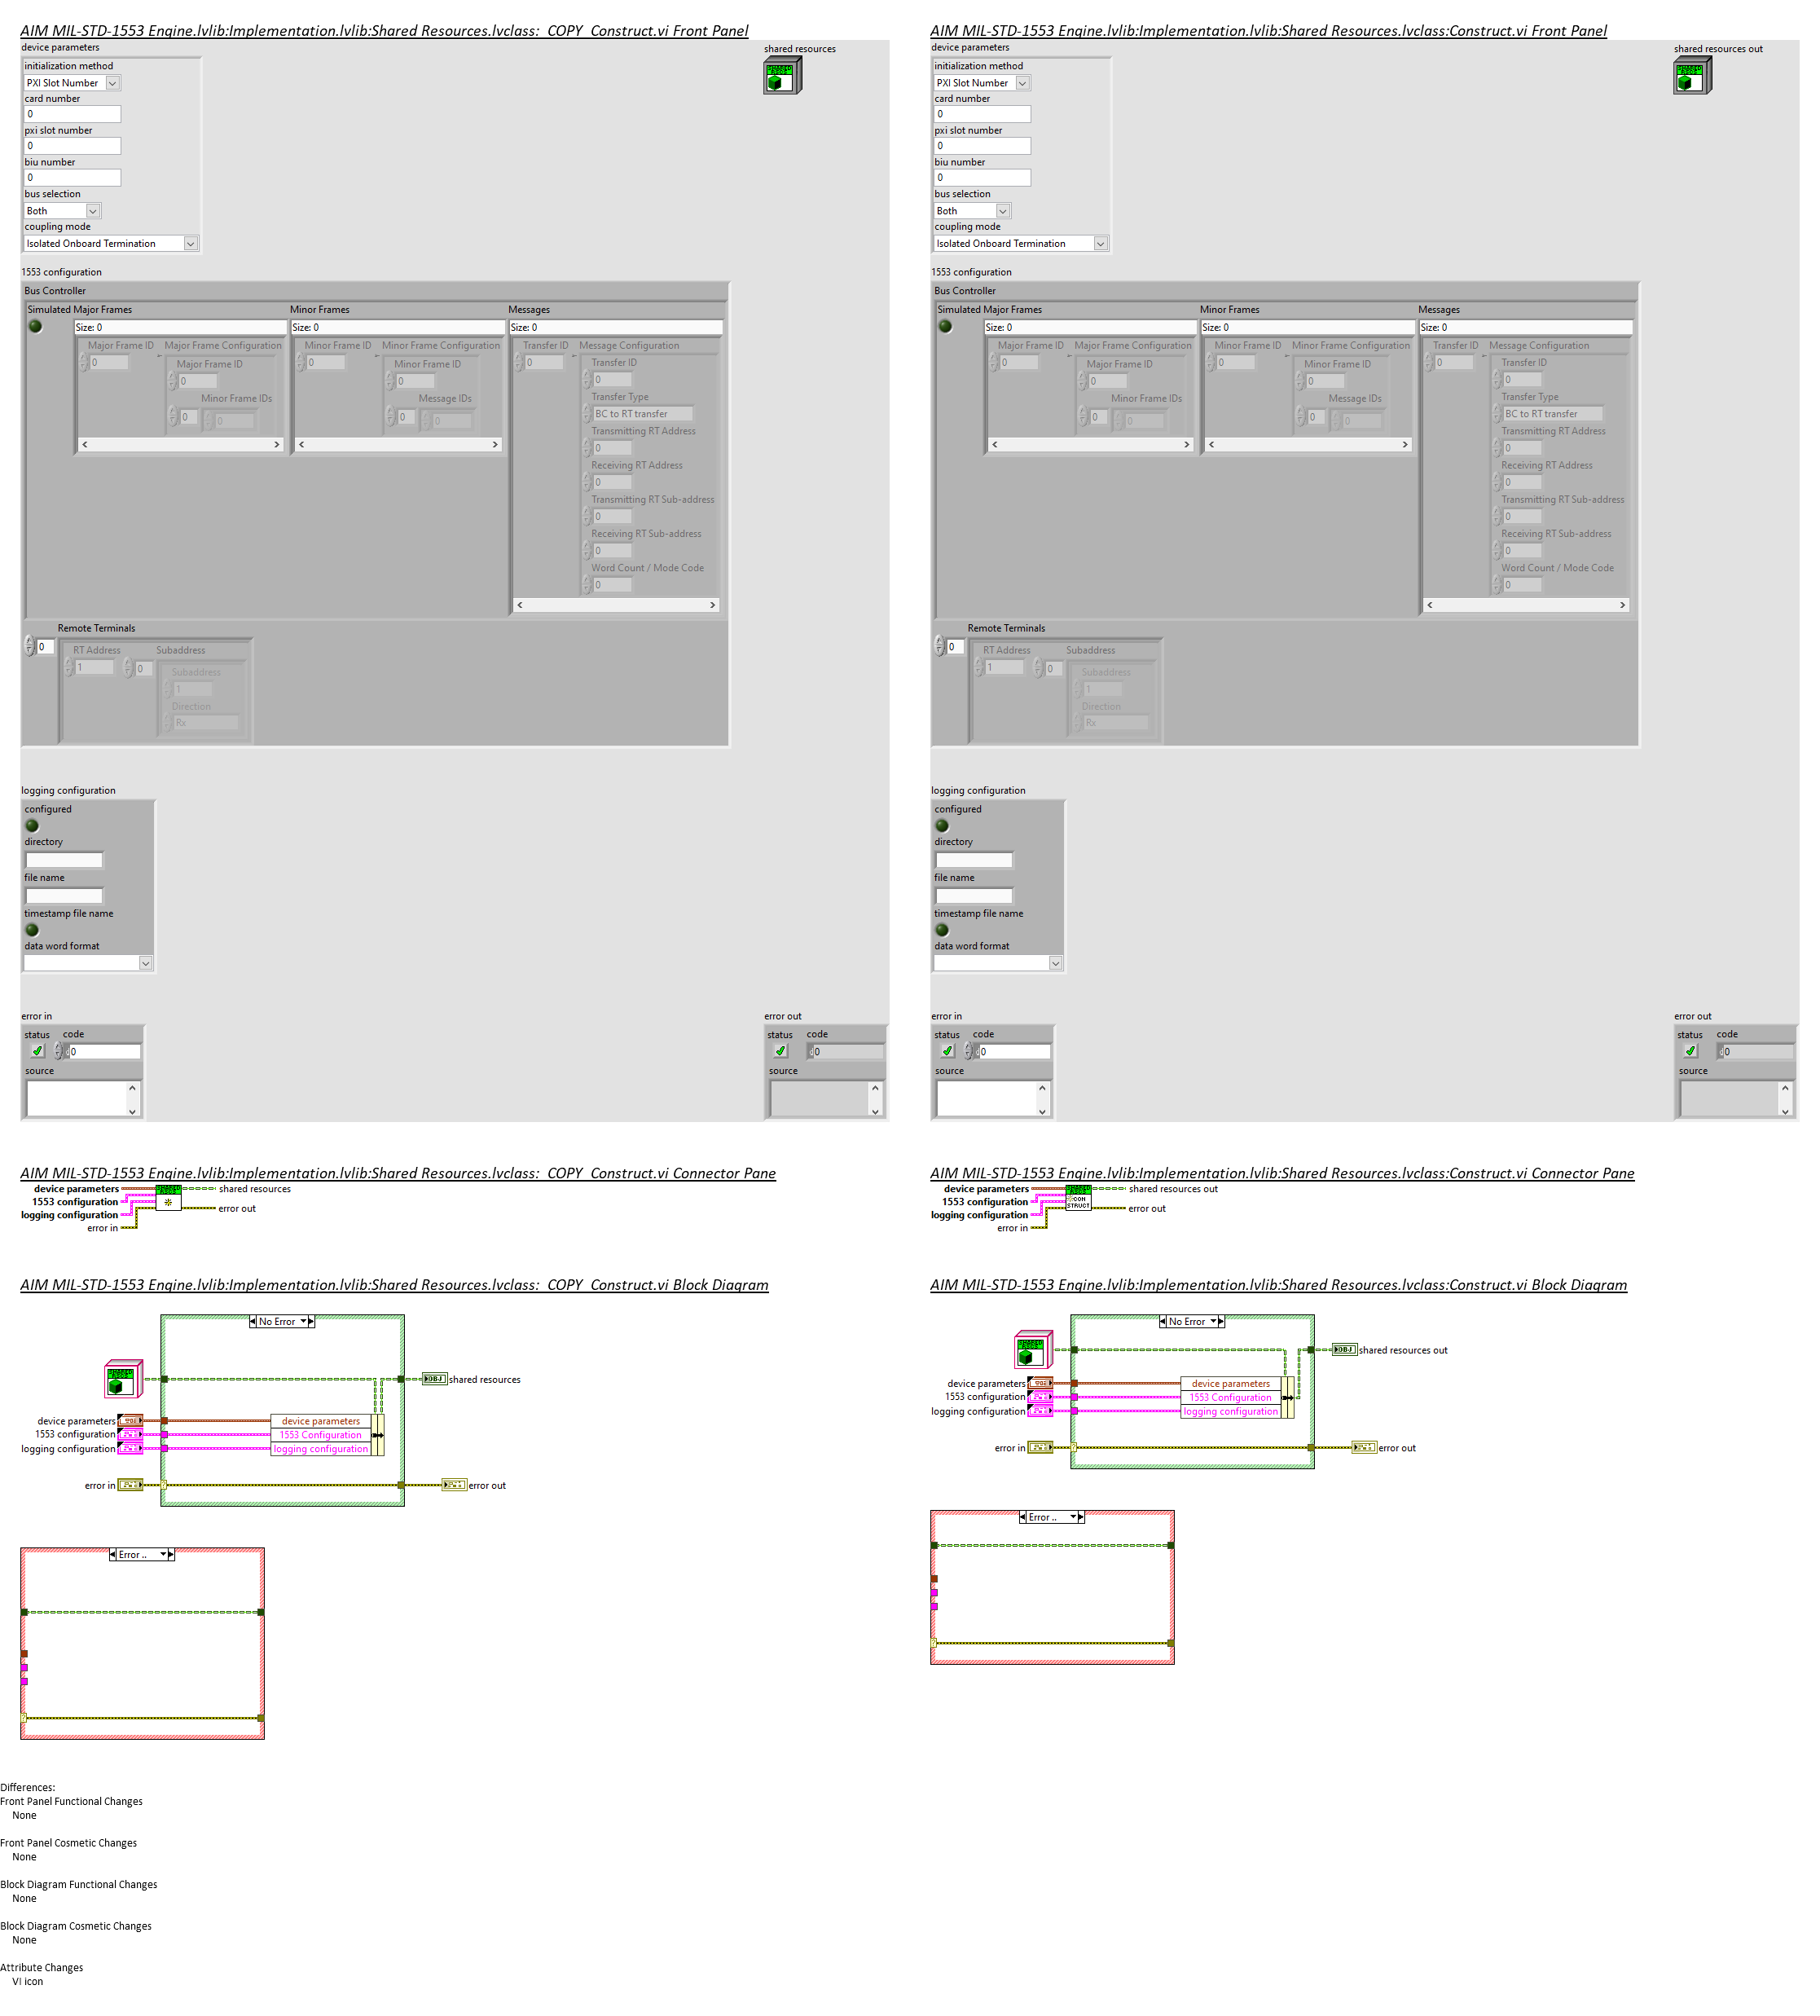 AIM MIL-STD-1553 Engine.lvlib:Implementation.lvlib:Shared Resources.lvclass:_COPY_Construct.vi Front Panel
device parameters
shared resources
initialization method
PXI Slot Number
card number
0
pxi slot number
0
biu number
0
bus selection
Both
coupling mode
Isolated Onboard Termination
1553 configuration
Bus Controller
Simulated Major Frames Minor Frames Messages
Size: 0 Size: 0 Size: 0
Major Frame ID Major Frame Configuration Minor Frame ID Minor Frame Configuration Transfer ID Message Configuration
0 Major Frame ID 0 Minor Frame ID 0 Transfer ID
0 0 0
Minor Frame IDs Message IDs Transfer Type
0 0 0 0 BC to RT transfer
Transmitting RT Address
0
Receiving RT Address
0
Transmitting RT Sub-address
0
Receiving RT Sub-address
0
Word Count / Mode Code
0
Remote Terminals
0 RT Address Subaddress
1 0 Subaddress
1
Direction
Rx
logging configuration
configured
directory
file name
timestamp file name
data word format
error in error out
status code status code
0 0
source source
AIM MIL-STD-1553 Engine.lvlib:Implementation.lvlib:Shared Resources.lvclass:Construct.vi Front Panel
device parameters
shared resources out
initialization method
PXI Slot Number
card number
0
pxi slot number
0
biu number
0
bus selection
Both
coupling mode
Isolated Onboard Termination
1553 configuration
Bus Controller
Simulated Major Frames Minor Frames Messages
Size: 0 Size: 0 Size: 0
Major Frame ID Major Frame Configuration Minor Frame ID Minor Frame Configuration Transfer ID Message Configuration
0 Major Frame ID 0 Minor Frame ID 0 Transfer ID
0 0 0
Minor Frame IDs Message IDs Transfer Type
0 0 0 0 BC to RT transfer
Transmitting RT Address
0
Receiving RT Address
0
Transmitting RT Sub-address
0
Receiving RT Sub-address
0
Word Count / Mode Code
0
Remote Terminals
0 RT Address Subaddress
1 0 Subaddress
1
Direction
Rx
logging configuration
configured
directory
file name
timestamp file name
data word format
error in error out
status code status code
0 0
source source
AIM MIL-STD-1553 Engine.lvlib:Implementation.lvlib:Shared Resources.lvclass:_COPY_Construct.vi Connector Pane
device parameters shared resources
1553 configuration
logging configuration error out
error in
AIM MIL-STD-1553 Engine.lvlib:Implementation.lvlib:Shared Resources.lvclass:Construct.vi Connector Pane
device parameters shared resources out
1553 configuration CON
STRUCT
logging configuration error out
error in
AIM MIL-STD-1553 Engine.lvlib:Implementation.lvlib:Shared Resources.lvclass:_COPY_Construct.vi Block Diagram
No Error
OBJ shared resources
device parameters device parameters
1553 configuration 1553 Configuration
logging configuration logging configuration
error in error out
Error ..
AIM MIL-STD-1553 Engine.lvlib:Implementation.lvlib:Shared Resources.lvclass:Construct.vi Block Diagram
No Error
OBJ shared resources out
device parameters device parameters
1553 configuration 1553 Configuration
logging configuration logging configuration
error in error out
Error ..
Differences:
Front Panel Functional Changes
None
Front Panel Cosmetic Changes
None
Block Diagram Functional Changes
None
Block Diagram Cosmetic Changes
None
Attribute Changes
VI icon